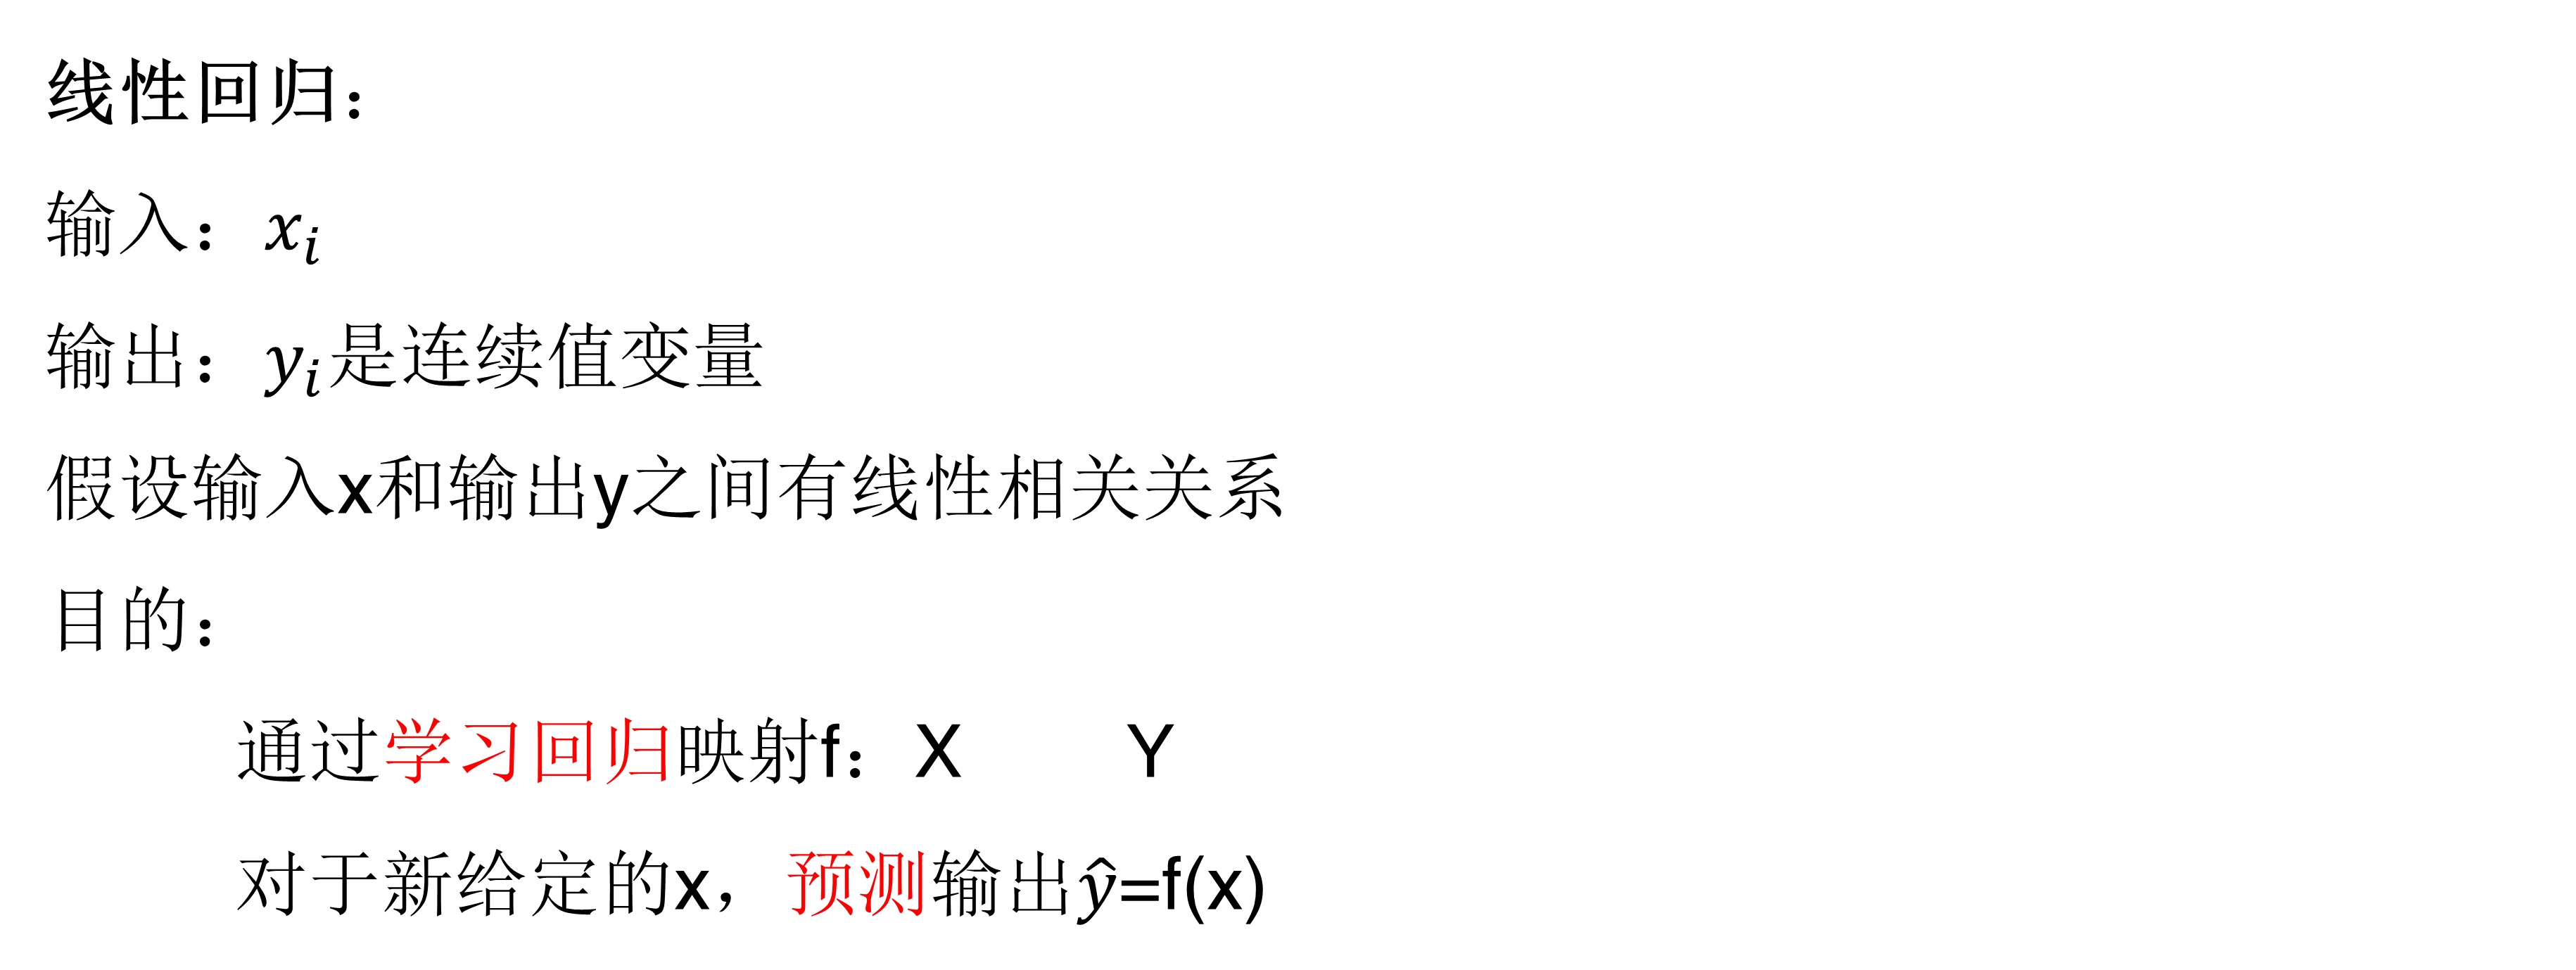 线性回归：
输入：xᵢ
输出：yᵢ是连续值变量
假设输入x和输出y之间有线性相关关系
目的：
通过学习回归映射f：X Y
对于新给定的x，预测输出ŷ=f(x)